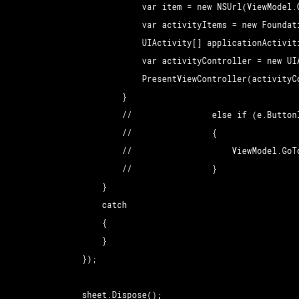 var item = new NSUrl(ViewModel.
var activityItems = new Foundati
UIActivity[] applicationActiviti
var activityController = new UIA
PresentViewController(activityCo
}
// else if (e.Button
// {
// ViewModel.GoTo
// }
}
catch
{
}
});
sheet.Dispose();